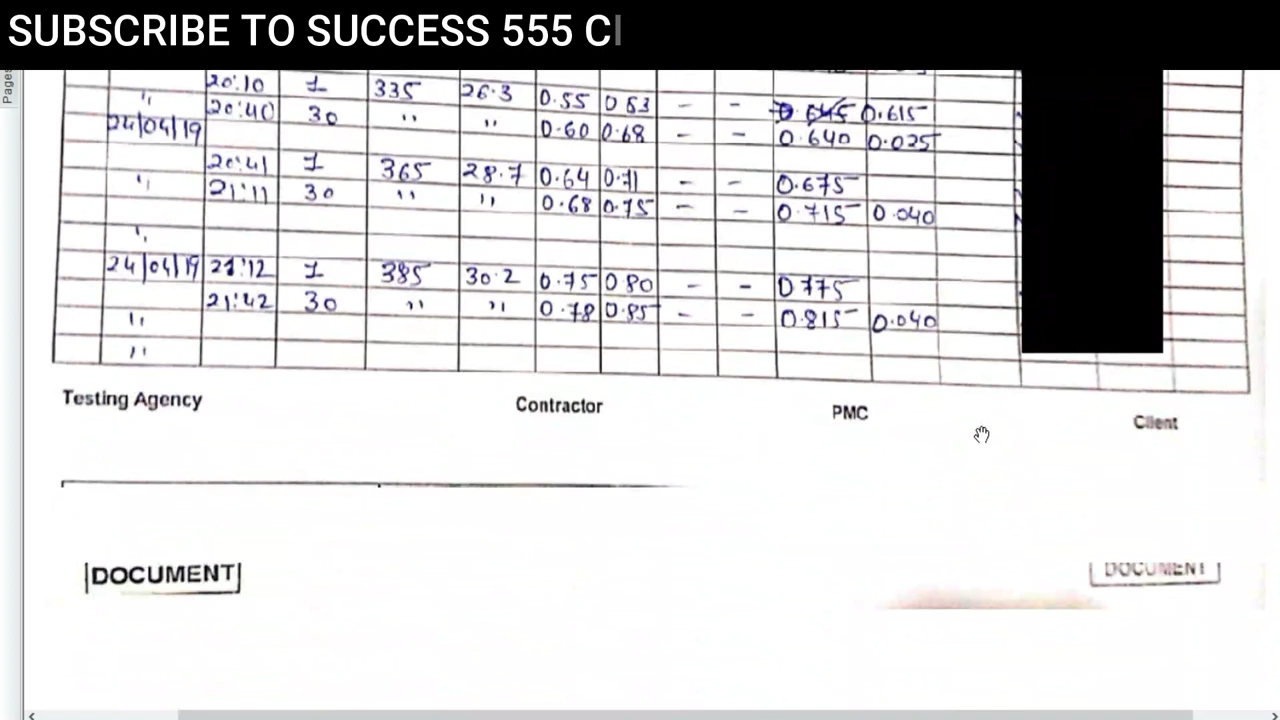 SUBSCRIBE TO SUCCESS 555 C
Pages
20:10 1 335 26.3 0.55 0 63 - - 0.615
" 20:40 30 " " 0.60 0.68 - - 0.640 0.025
24/04/19
20:41 1 365 28.7 0.64 0.71 - - 0.675
" 21:11 30 " " 0.68 0.75 - - 0.715 0.040
"
24/04/19 21:12 1 385 30.2 0.75 0 80 - - 0.775
21:42 30 " " 0.78 0.85 - - 0.815 0.040
"
"
Testing Agency Contractor PMC Client
DOCUMENT DOCUMENT